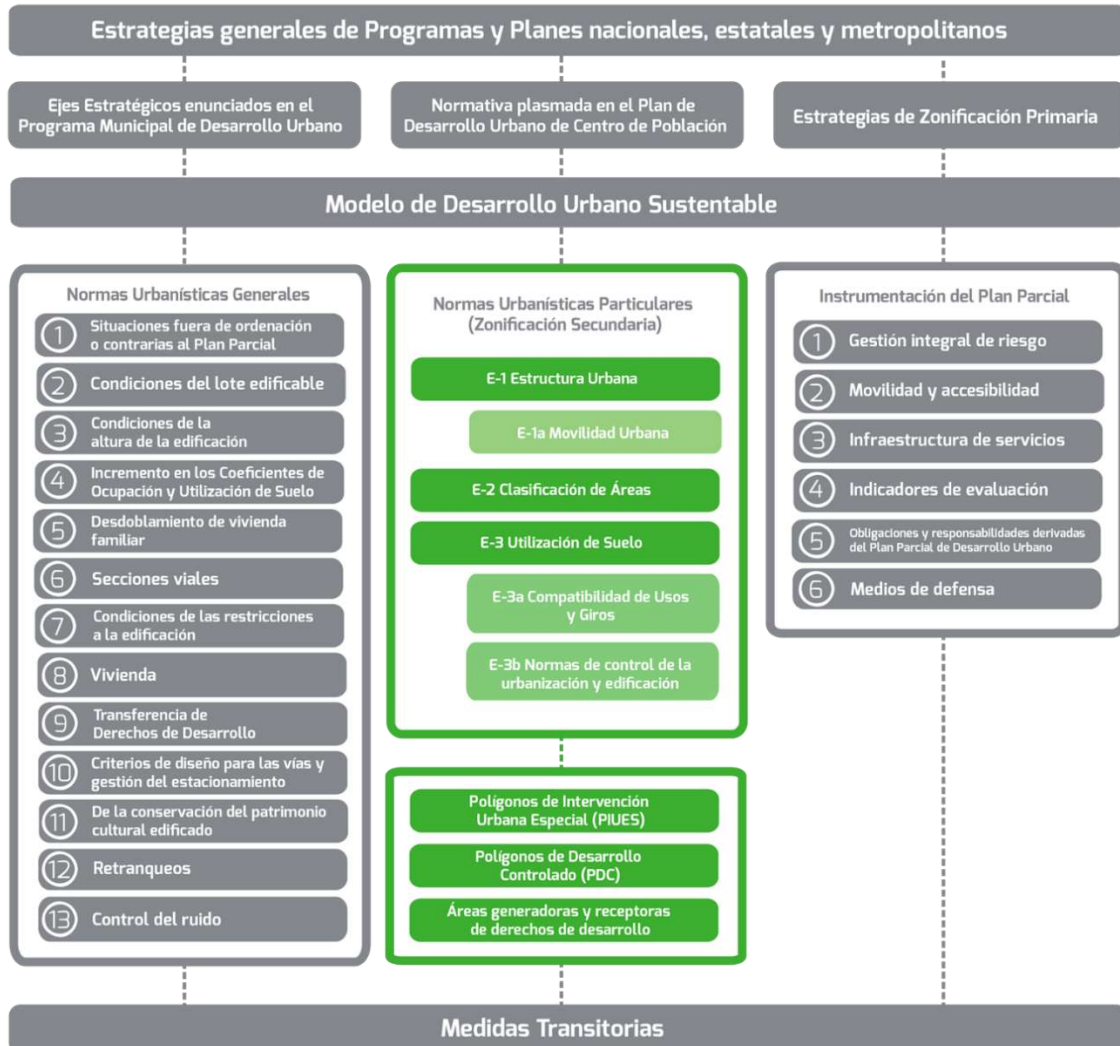 Estrategias generales de Programas y Planes nacionales, estatales y metropolitanos
Ejes Estratégicos enunciados en el
Programa Municipal de Desarrollo Urbano
Normativa plasmada en el Plan de
Desarrollo Urbano de Centro de Población
Estrategias de Zonificación Primaria
Modelo de Desarrollo Urbano Sustentable
Normas Urbanísticas Generales
1 Situaciones fuera de ordenación
o contrarias al Plan Parcial
2 Condiciones del lote edificable
3 Condiciones de la
altura de la edificación
4 Incremento en los Coeficientes de
Ocupación y Utilización de Suelo
5 Desdoblamiento de vivienda
familiar
6 Secciones viales
7 Condiciones de las restricciones
a la edificación
8 Vivienda
9 Transferencia de
Derechos de Desarrollo
10 Criterios de diseño para las vías y
gestión del estacionamiento
11 De la conservación del patrimonio
cultural edificado
12 Retranqueos
13 Control del ruido
Normas Urbanísticas Particulares
(Zonificación Secundaria)
E-1 Estructura Urbana
E-1a Movilidad Urbana
E-2 Clasificación de Áreas
E-3 Utilización de Suelo
E-3a Compatibilidad de Usos
y Giros
E-3b Normas de control de la
urbanización y edificación
Polígonos de Intervención
Urbana Especial (PIUES)
Polígonos de Desarrollo
Controlado (PDC)
Áreas generadoras y receptoras
de derechos de desarrollo
Instrumentación del Plan Parcial
1 Gestión integral de riesgo
2 Movilidad y accesibilidad
3 Infraestructura de servicios
4 Indicadores de evaluación
5 Obligaciones y responsabilidades derivadas
del Plan Parcial de Desarrollo Urbano
6 Medios de defensa
Medidas Transitorias